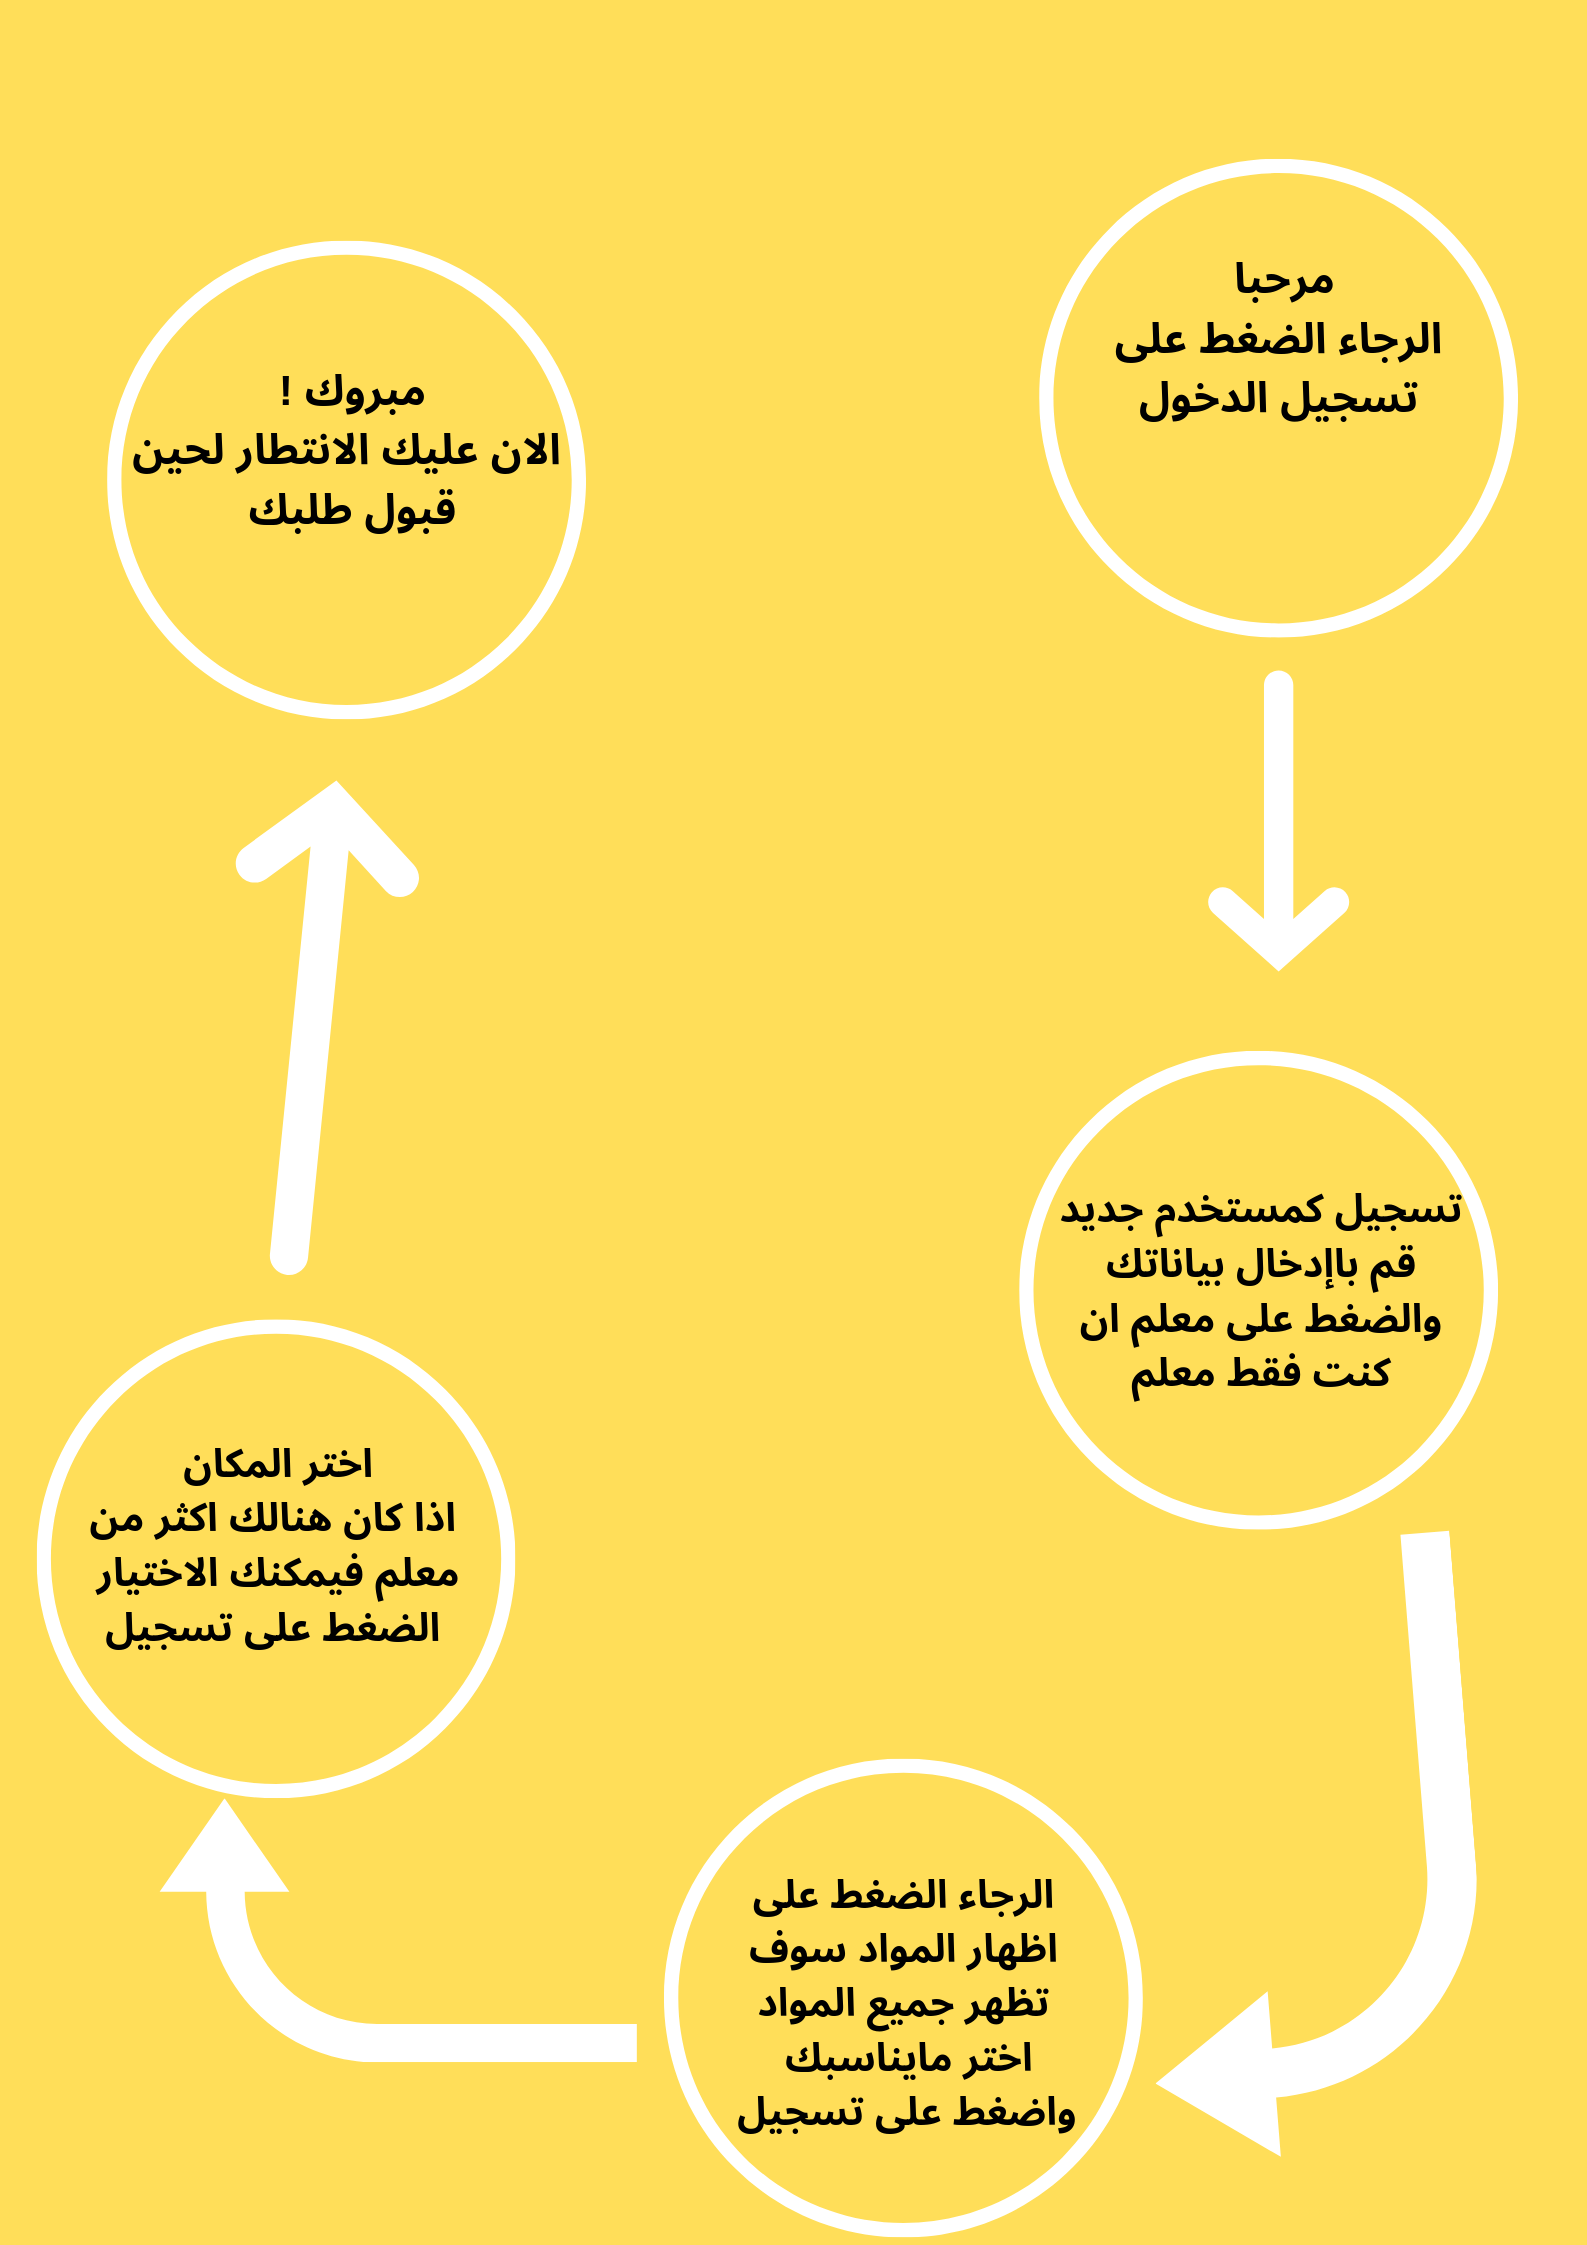 مرحبا
الرجاء الضغط على
تسجيل الدخول
تسجيل كمستخدم جديد
قم باإدخال بياناتك
والضغط على معلم ان
كنت فقط معلم
الرجاء الضغط على
اظهار المواد سوف
تظهر جميع المواد
اختر مايناسبك
واضغط على تسجيل
اختر المكان
اذا كان هنالك اكثر من
معلم فيمكنك الاختيار
الضغط على تسجيل
مبروك !
الان عليك الانتطار لحين
قبول طلبك